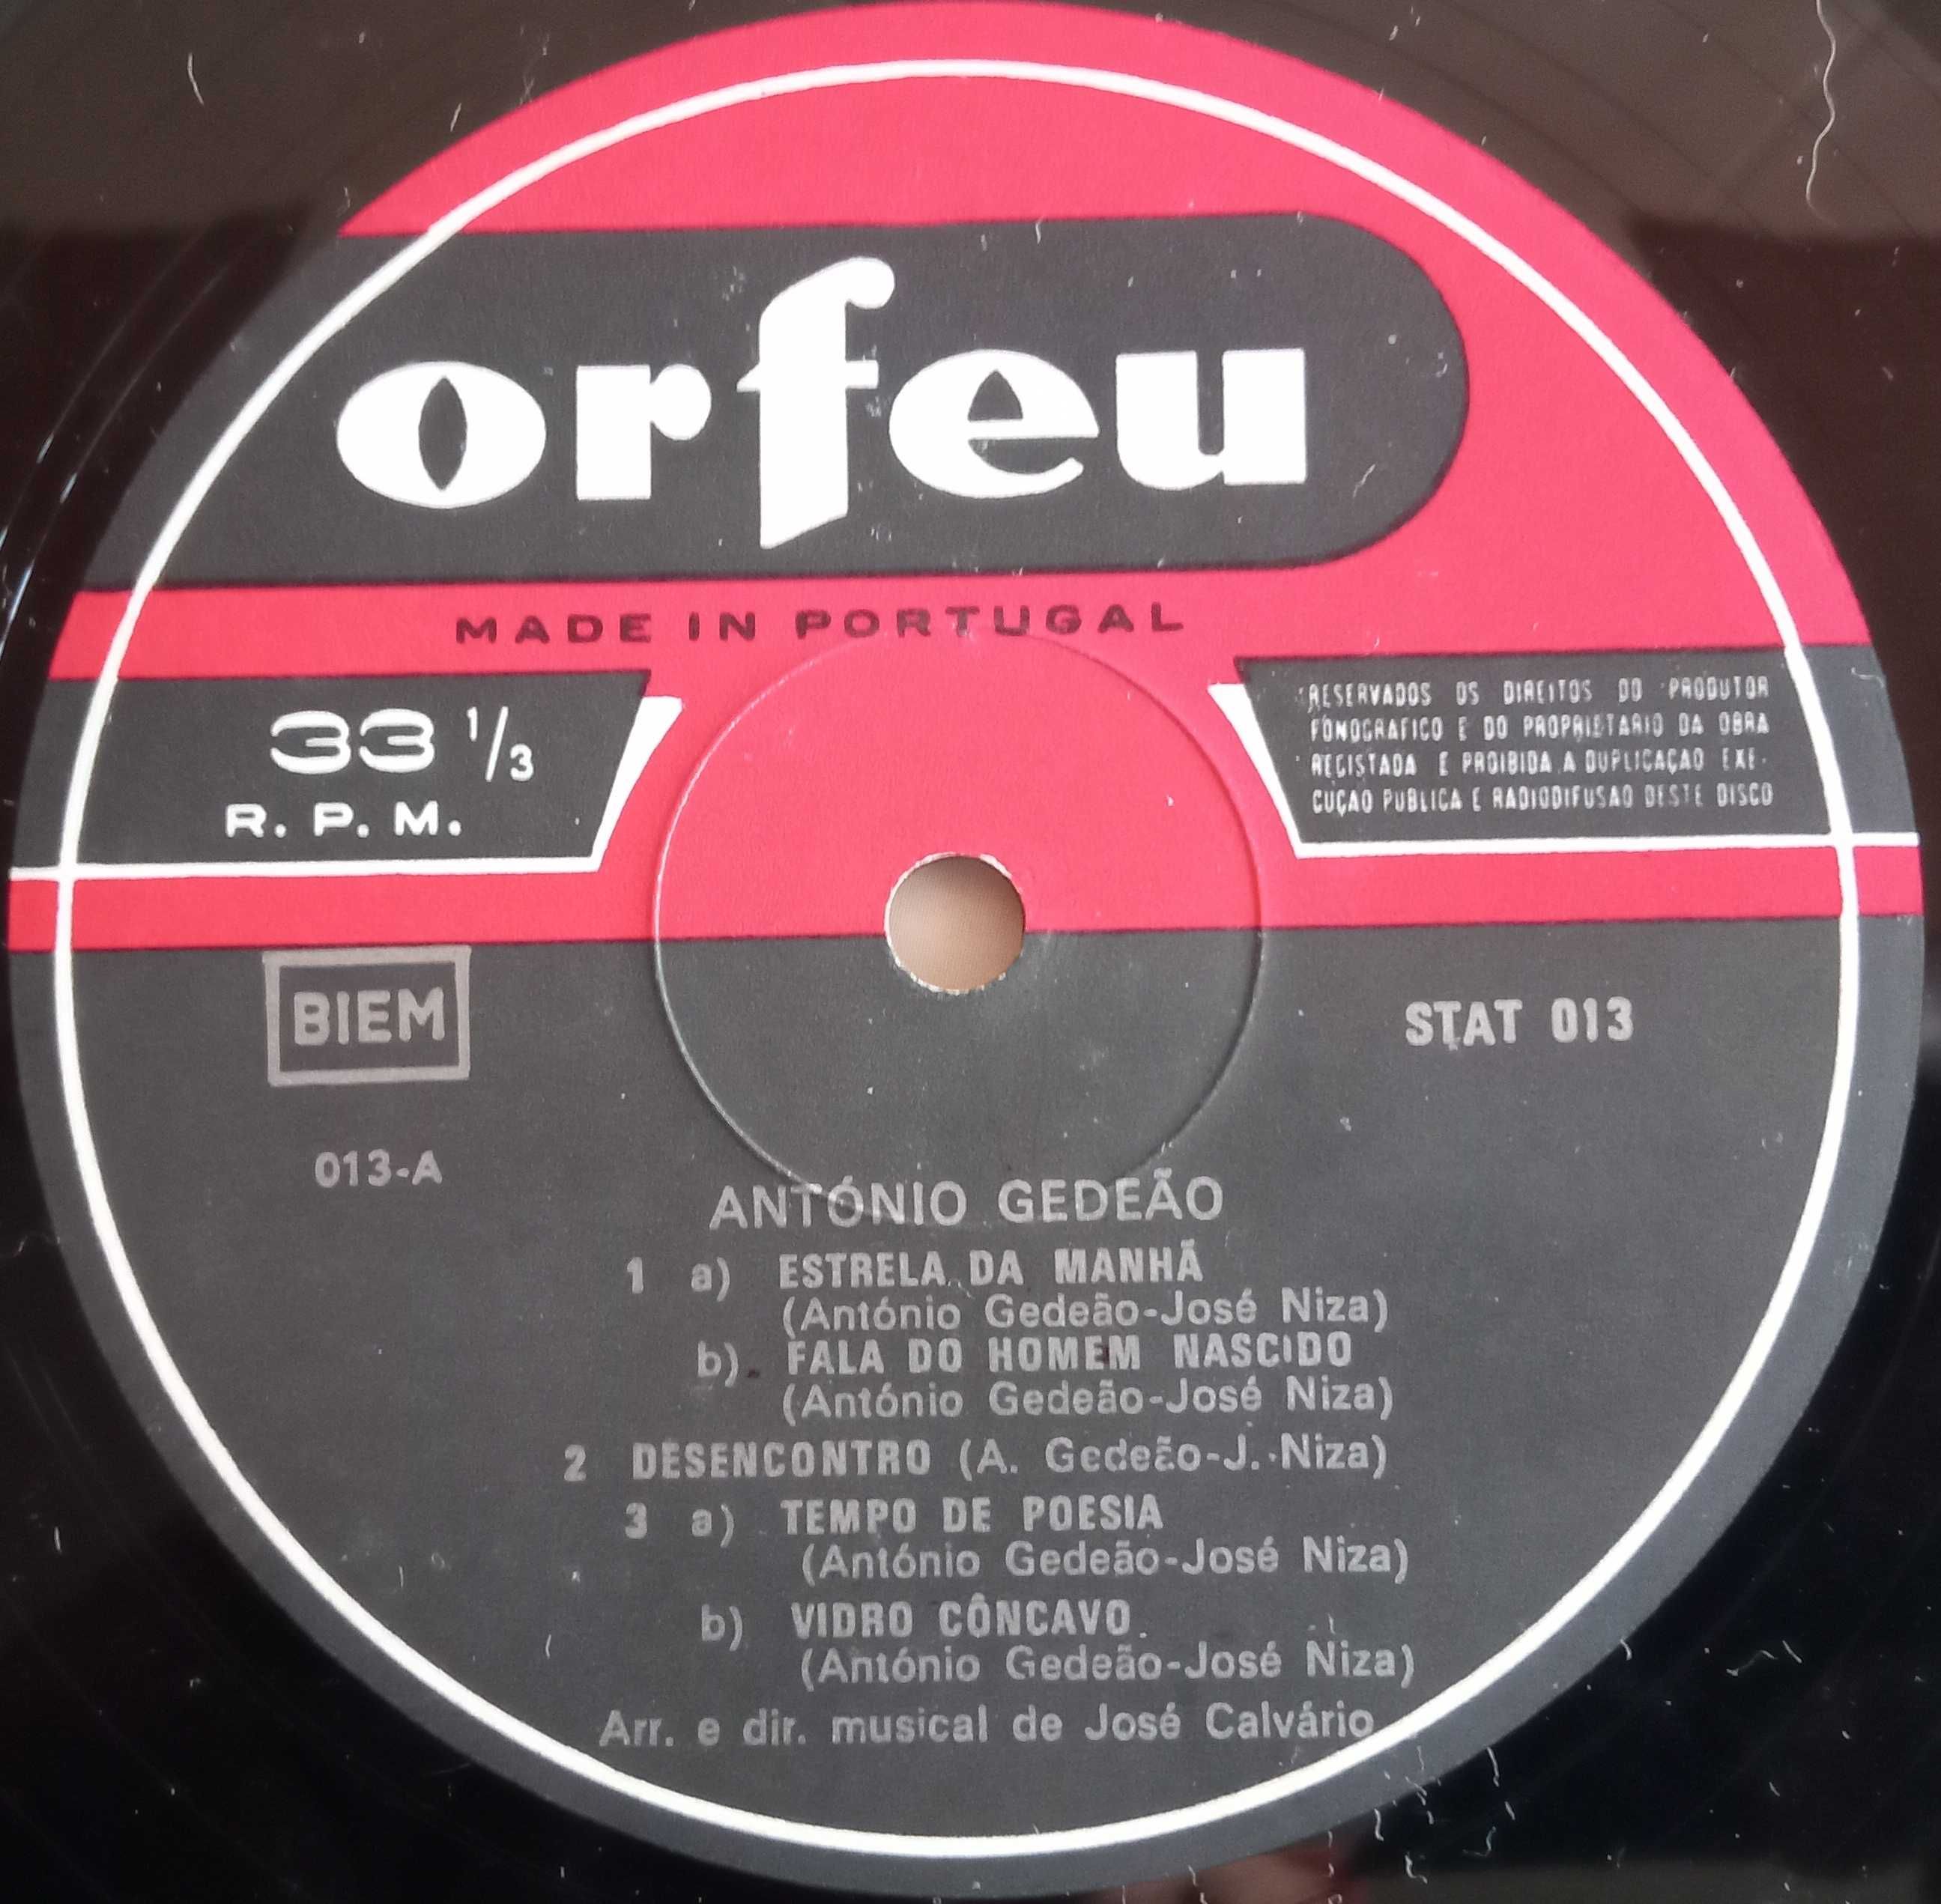 orfeu
MADE IN PORTUGAL
33 1/3
R. P. M.
RESERVADOS OS DIREITOS DO PRODUTOR
FONOGRAFICO E DO PROPRIETARIO DA OBRA
REGISTADA E PROIBIDA A DUPLICAÇAO EXE-
CUÇAO PUBLICA E RADIODIFUSAO DESTE DISCO
BIEM
STAT 013
013-A
ANTÓNIO GEDEÃO
1 a) ESTRELA DA MANHÃ
(António Gedeão-José Niza)
b) FALA DO HOMEM NASCIDO
(António Gedeão-José Niza)
2 DESENCONTRO (A. Gedeão-J. Niza)
3 a) TEMPO DE POESIA
(António Gedeão-José Niza)
b) VIDRO CÔNCAVO
(António Gedeão-José Niza)
Arr. e dir. musical de José Calvário